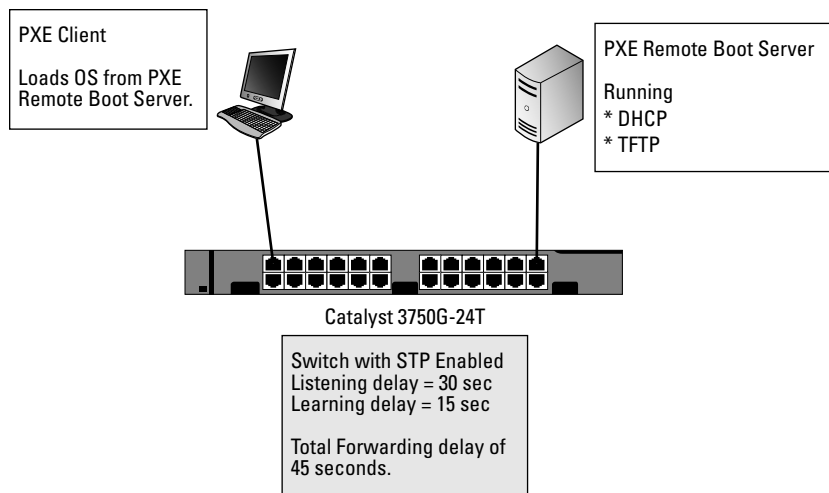 PXE Client
Loads OS from PXE
Remote Boot Server.
PXE Remote Boot Server
Running
* DHCP
* TFTP
Catalyst 3750G-24T
Switch with STP Enabled
Listening delay = 30 sec
Learning delay = 15 sec
Total Forwarding delay of
45 seconds.